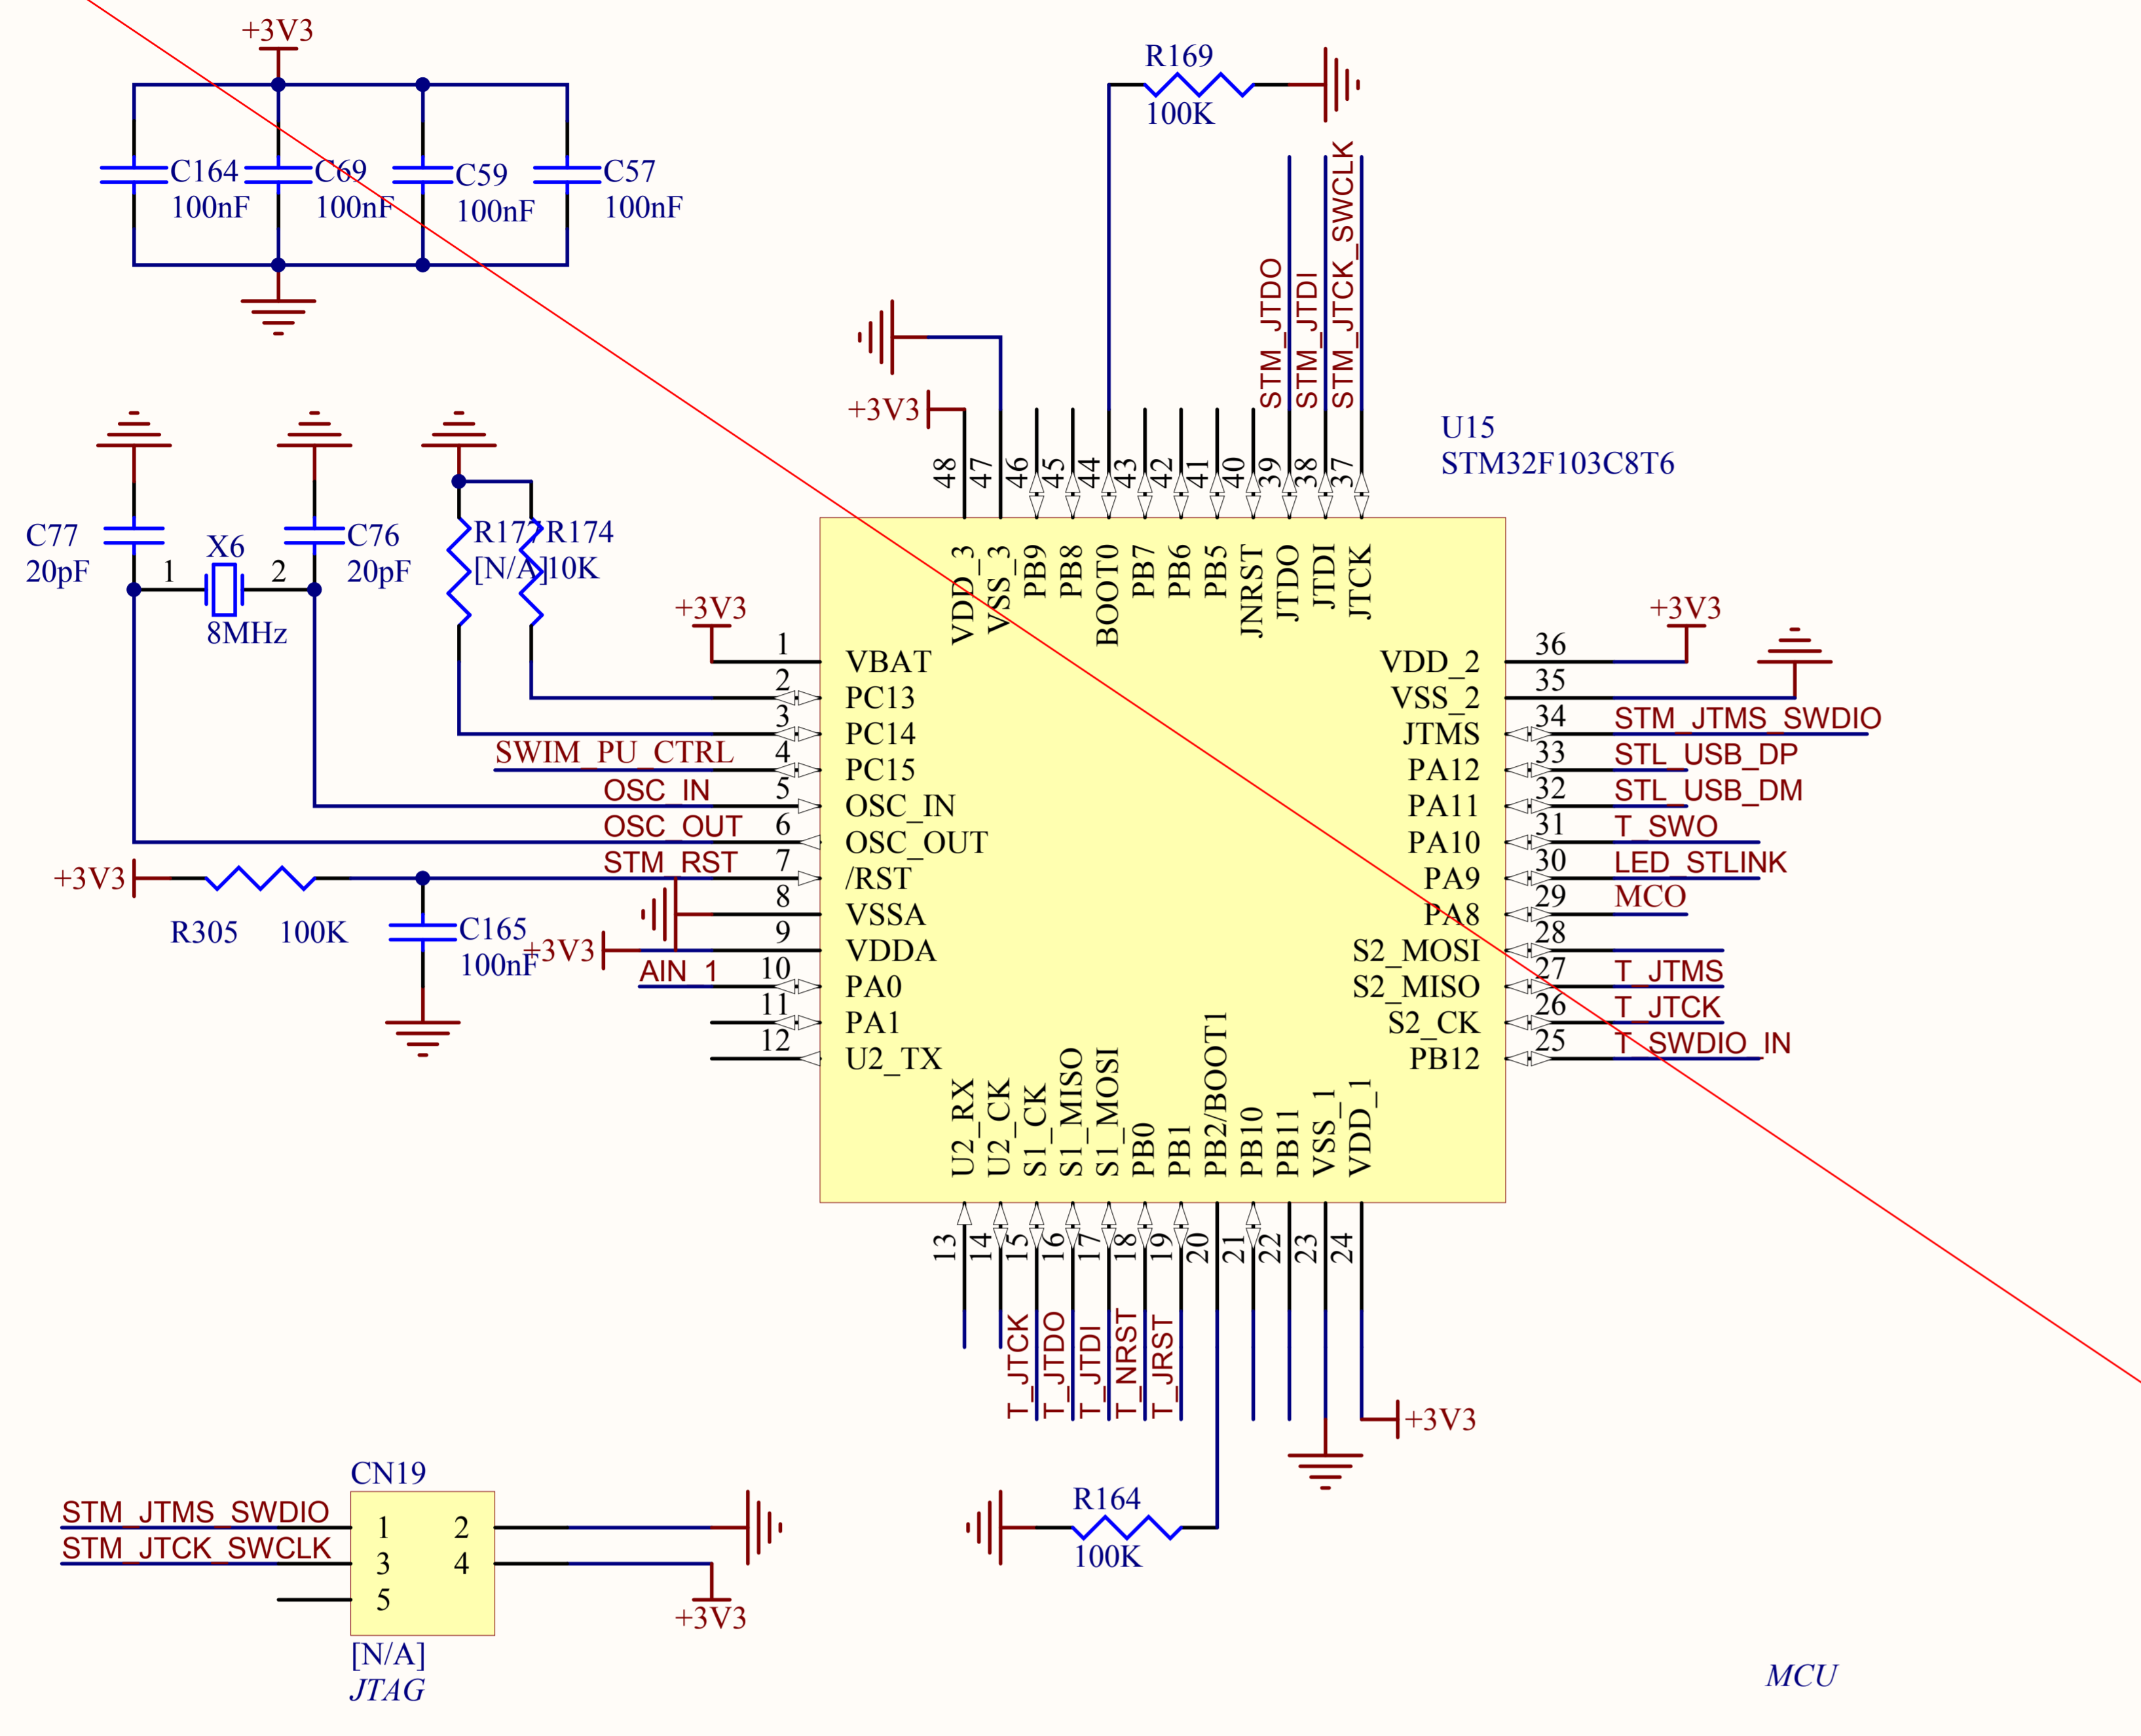 +3V3
C164
100nF
C69
100nF
C59
100nF
C57
100nF
R169
100K
STM_JTDO
STM_JTDI
STM_JTCK_SWCLK
+3V3
U15
STM32F103C8T6
48
47
46
45
44
43
42
41
40
39
38
37
VDD_3
VSS_3
PB9
PB8
BOOT0
PB7
PB6
PB5
JNRST
JTDO
JTDI
JTCK
C77
20pF
X6
1
2
8MHz
C76
20pF
R177
[N/A]
R174
10K
+3V3
1 VBAT
2 PC13
3 PC14
SWIM_PU_CTRL 4 PC15
OSC_IN 5 OSC_IN
OSC_OUT 6 OSC_OUT
STM_RST 7 /RST
8 VSSA
+3V3 9 VDDA
AIN_1 10 PA0
11 PA1
12 U2_TX
+3V3
R305 100K
C165
100nF
+3V3
VDD_2 36
VSS_2 35
JTMS 34 STM_JTMS_SWDIO
PA12 33 STL_USB_DP
PA11 32 STL_USB_DM
PA10 31 T_SWO
PA9 30 LED_STLINK
PA8 29 MCO
S2_MOSI 28
S2_MISO 27 T_JTMS
S2_CK 26 T_JTCK
PB12 25 T_SWDIO_IN
U2_RX
U2_CK
S1_CK
S1_MISO
S1_MOSI
PB0
PB1
PB2/BOOT1
PB10
PB11
VSS_1
VDD_1
13
14
15
16
17
18
19
20
21
22
23
24
T_JTCK
T_JTDO
T_JTDI
T_NRST
T_JRST
+3V3
R164
100K
CN19
STM_JTMS_SWDIO 1 2
STM_JTCK_SWCLK 3 4
5
+3V3
[N/A]
JTAG
MCU